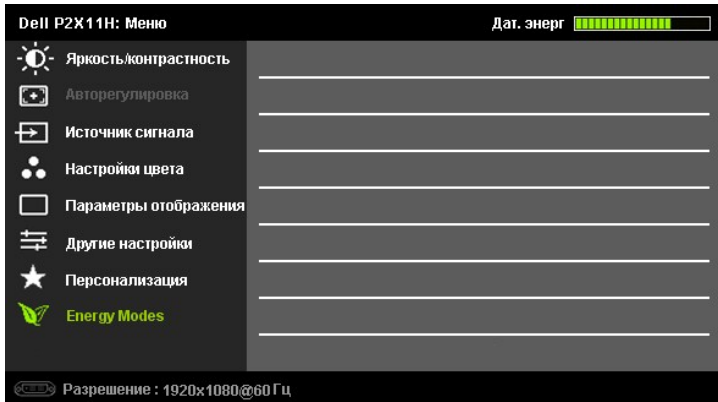 Dell P2X11H: Меню
Дат. энерг
Яркость/контрастность
Авторегулировка
Источник сигнала
Настройки цвета
Параметры отображения
Другие настройки
Персонализация
Energy Modes
Разрешение : 1920x1080@60 Гц